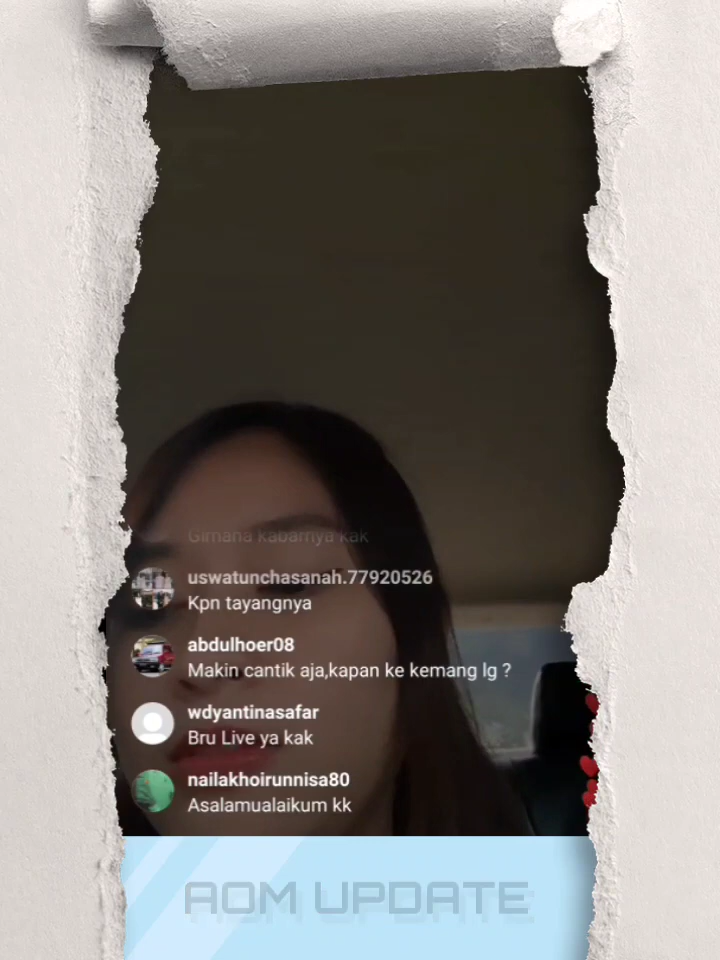 Gimana kabarnya kak
uswatunchasanah.77920526
Kpn tayangnya
abdulhoer08
Makin cantik aja,kapan ke kemang lg ?
wdyantinasafar
Bru Live ya kak
nailakhoirunnisa80
Asalamualaikum kk
AOM UPDATE